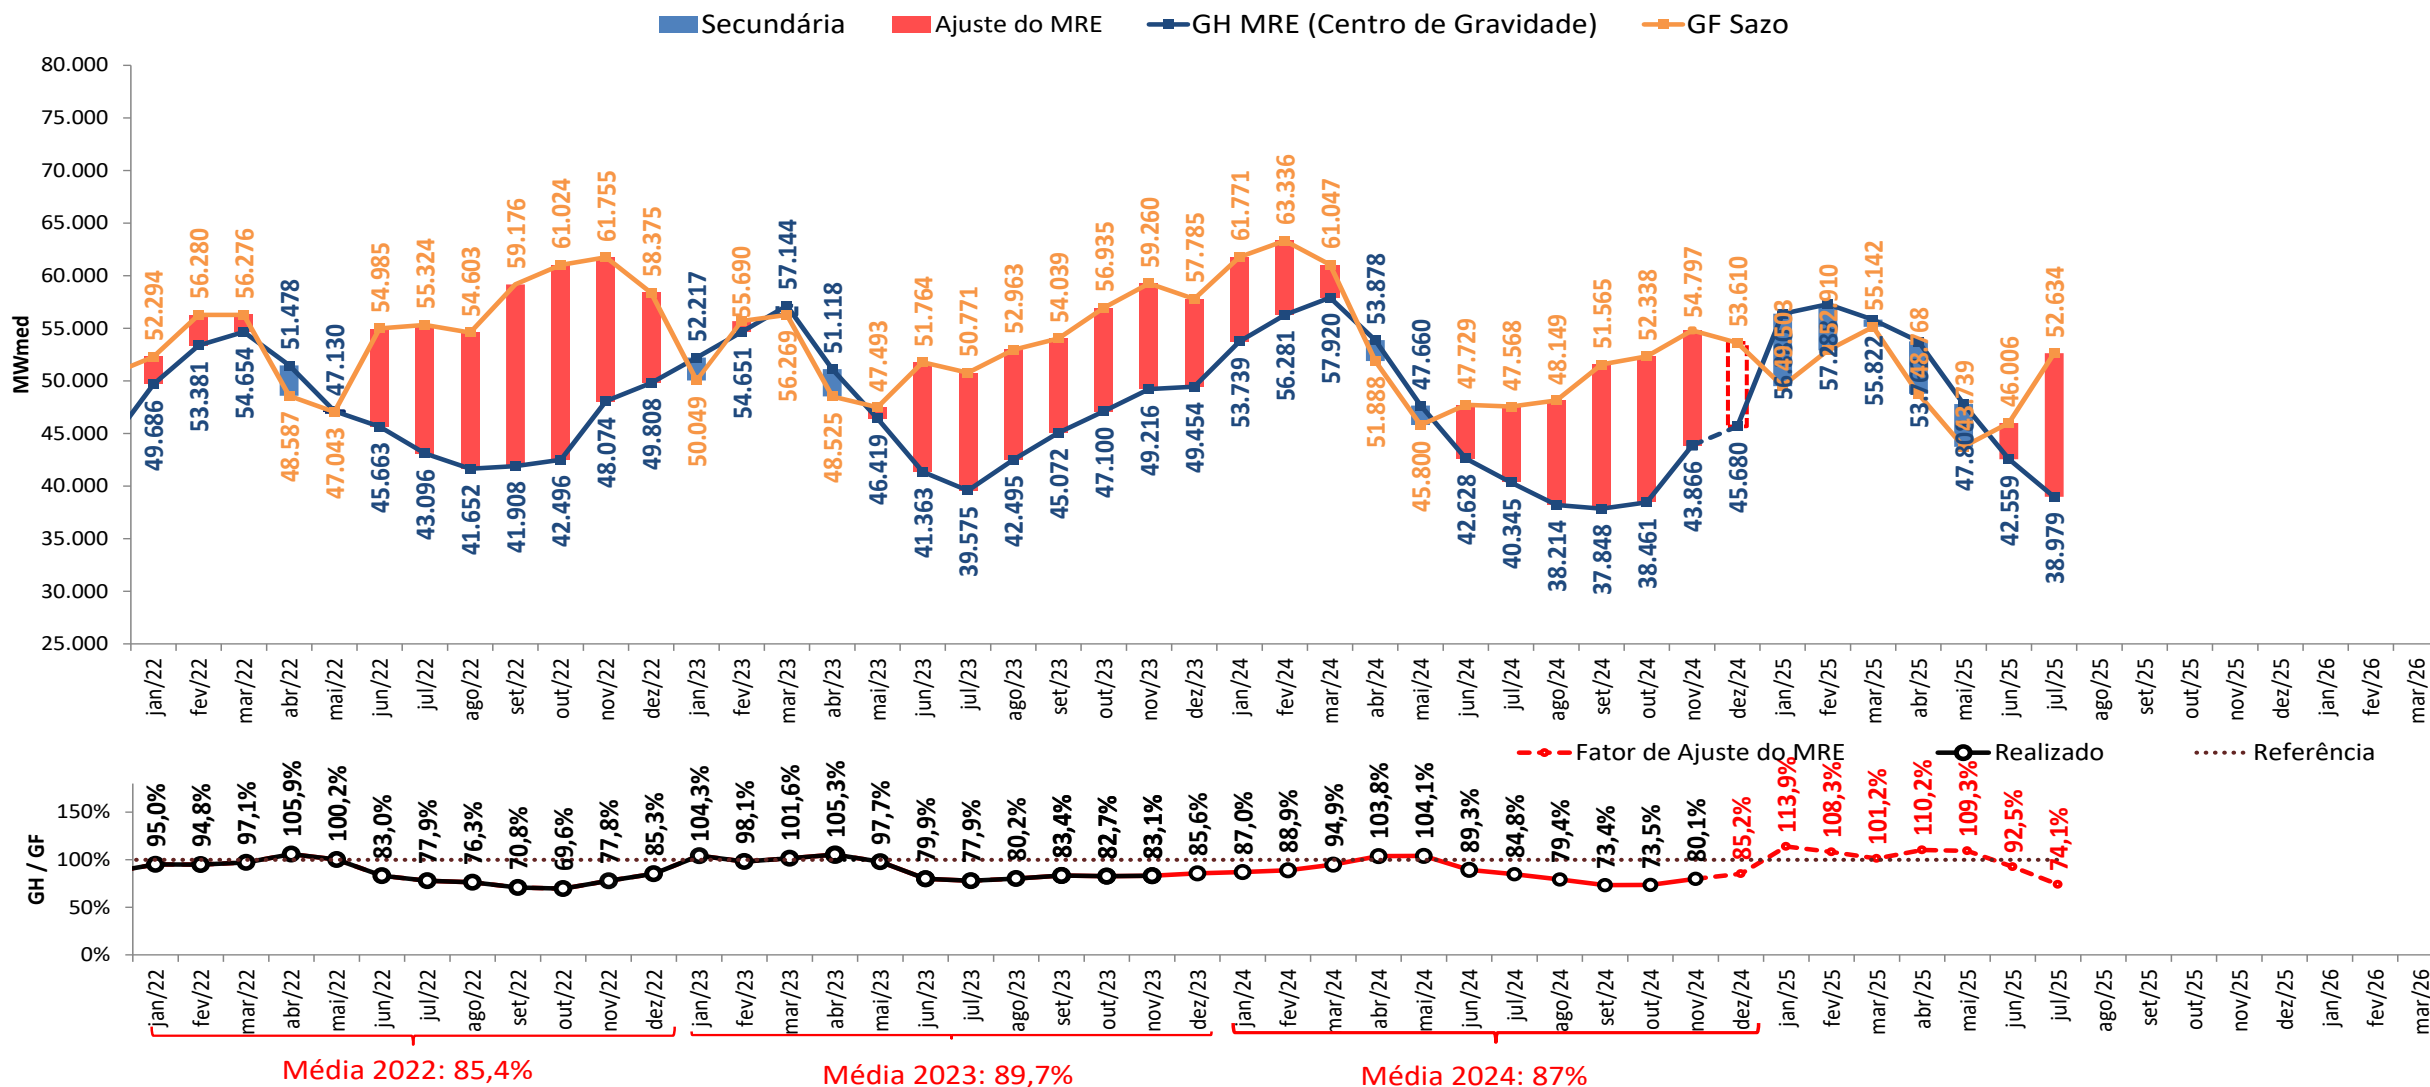 Secundária Ajuste do MRE GH MRE (Centro de Gravidade) GF Sazo
80.000
75.000
70.000
65.000
60.000
55.000
50.000
45.000
40.000
35.000
30.000
25.000
MWmed
52.294 56.280 56.276 48.587 47.043 54.985 55.324 54.603 59.176 61.024 61.755 58.375 50.049 55.690 56.269 48.525 47.493 51.764 50.771 52.963 54.039 56.935 59.260 57.785 61.771 63.336 61.047 51.888 45.800 47.729 47.568 48.149 51.565 52.338 54.797 53.610 49.503 52.910 55.142 48.768 43.739 46.006 52.634
49.686 53.381 54.654 51.478 47.130 45.663 43.096 41.652 41.908 42.496 48.074 49.808 52.217 54.651 57.144 51.118 46.419 41.363 39.575 42.495 45.072 47.100 49.216 49.454 53.739 56.281 57.920 53.878 47.660 42.628 40.345 38.214 37.848 38.461 43.866 45.680 57.285 55.822 42.559 38.979
jan/22 fev/22 mar/22 abr/22 mai/22 jun/22 jul/22 ago/22 set/22 out/22 nov/22 dez/22 jan/23 fev/23 mar/23 abr/23 mai/23 jun/23 jul/23 ago/23 set/23 out/23 nov/23 dez/23 jan/24 fev/24 mar/24 abr/24 mai/24 jun/24 jul/24 ago/24 set/24 out/24 nov/24 dez/24 jan/25 fev/25 mar/25 abr/25 mai/25 jun/25 jul/25 ago/25 set/25 out/25 nov/25 dez/25 jan/26 fev/26 mar/26
Fator de Ajuste do MRE Realizado Referência
150%
100%
50%
0%
GH / GF
95,0% 94,8% 97,1% 105,9% 100,2% 83,0% 77,9% 76,3% 70,8% 69,6% 77,8% 85,3% 104,3% 98,1% 101,6% 105,3% 97,7% 79,9% 77,9% 80,2% 83,4% 82,7% 83,1% 85,6% 87,0% 88,9% 94,9% 103,8% 104,1% 89,3% 84,8% 79,4% 73,4% 73,5% 80,1% 85,2% 113,9% 108,3% 101,2% 110,2% 109,3% 92,5% 74,1%
jan/22 fev/22 mar/22 abr/22 mai/22 jun/22 jul/22 ago/22 set/22 out/22 nov/22 dez/22 jan/23 fev/23 mar/23 abr/23 mai/23 jun/23 jul/23 ago/23 set/23 out/23 nov/23 dez/23 jan/24 fev/24 mar/24 abr/24 mai/24 jun/24 jul/24 ago/24 set/24 out/24 nov/24 dez/24 jan/25 fev/25 mar/25 abr/25 mai/25 jun/25 jul/25 ago/25 set/25 out/25 nov/25 dez/25 jan/26 fev/26 mar/26
Média 2022: 85,4% Média 2023: 89,7% Média 2024: 87%